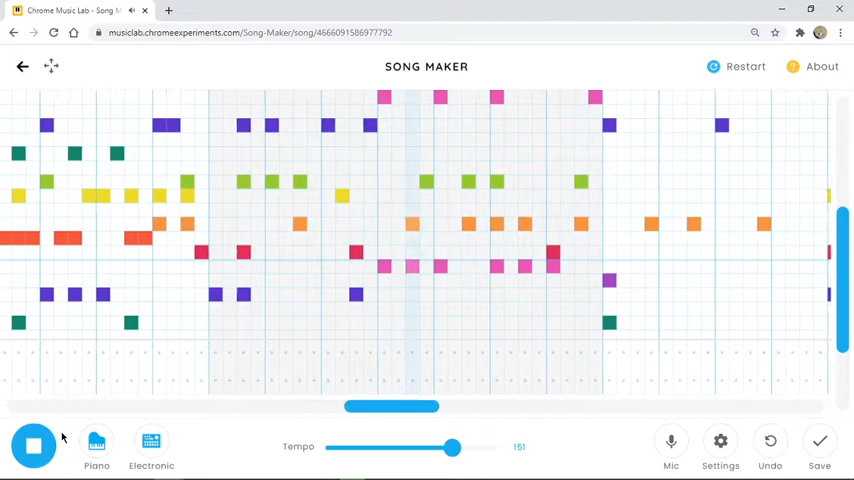 Chrome Music Lab - Song M
musiclab.chromeexperiments.com/Song-Maker/song/4666091586977792
SONG MAKER
Restart
About
Piano
Electronic
Tempo
151
Mic
Settings
Undo
Save